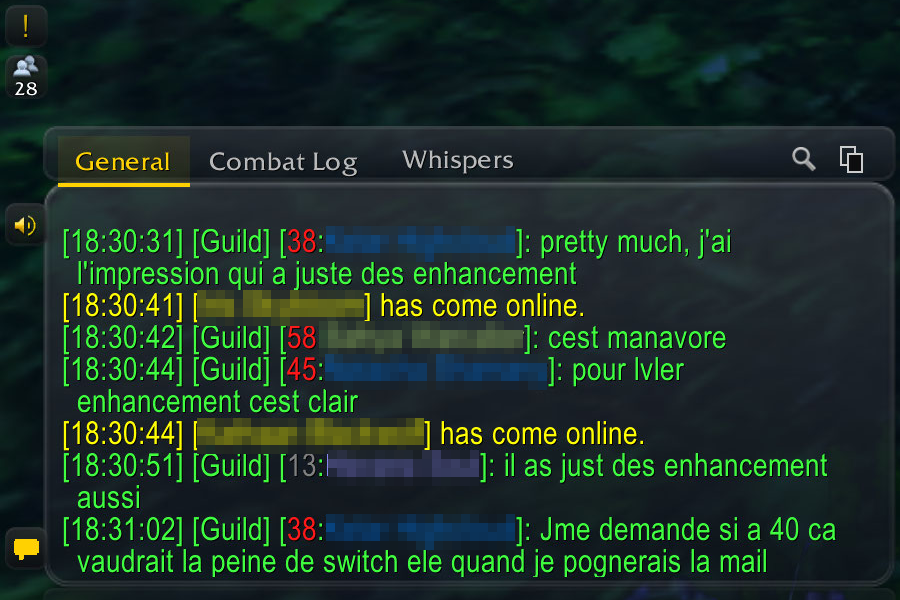 !
28
General Combat Log Whispers
[18:30:31] [Guild] [38: ]: pretty much, j'ai
l'impression qui a juste des enhancement
[18:30:41] [ ] has come online.
[18:30:42] [Guild] [58 ]: cest manavore
[18:30:44] [Guild] [45: ]: pour lvler
enhancement cest clair
[18:30:44] [ ] has come online.
[18:30:51] [Guild] [13: ]: il as just des enhancement
aussi
[18:31:02] [Guild] [38: ]: Jme demande si a 40 ca
vaudrait la peine de switch ele quand je pognerais la mail